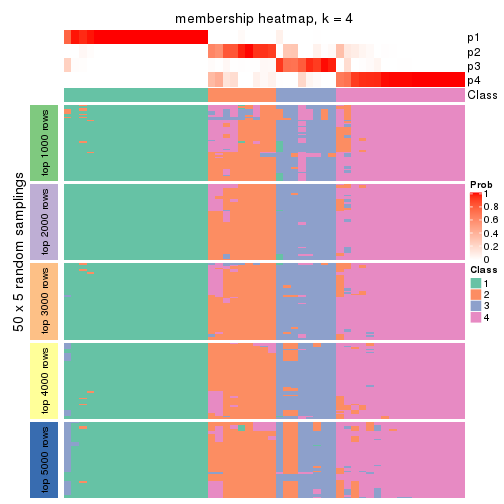 membership heatmap, k = 4
p1
p2
p3
p4
Class
50 x 5 random samplings
top 1000 rows
top 2000 rows
top 3000 rows
top 4000 rows
top 5000 rows
Prob
1
0.8
0.6
0.4
0.2
0
Class
1
2
3
4